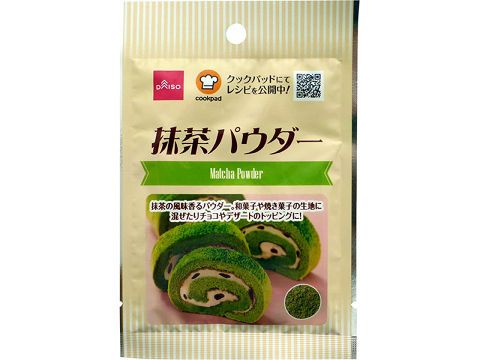 DAISO
cookpad
クックパッドにて
レシピを公開中!
抹茶パウダー
Matcha Powder
抹茶の風味香るパウダー。和菓子や焼き菓子の生地に
混ぜたりチョコやデザートのトッピングに!